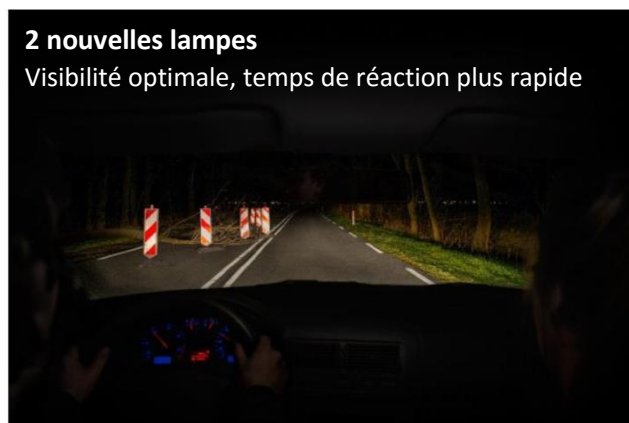 2 nouvelles lampes
Visibilité optimale, temps de réaction plus rapide